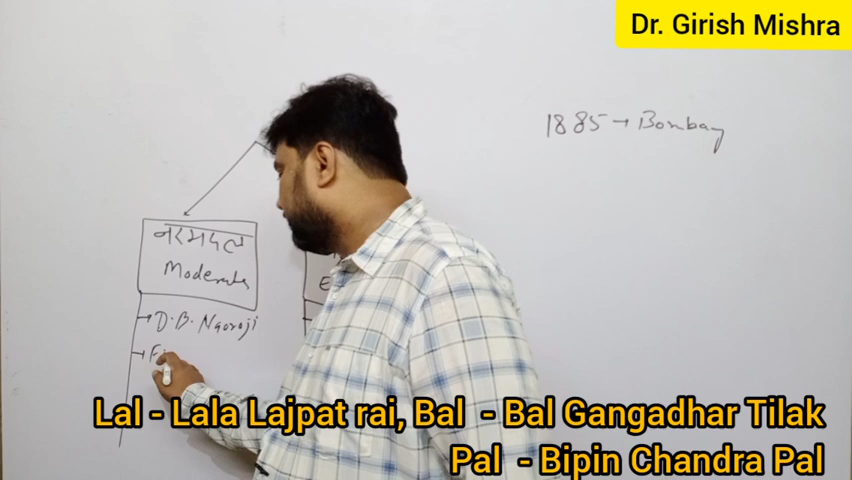 Dr. Girish Mishra
1885 → Bombay
नरमदल
Moderates
→ D.B. Naoroji
→ F
E
Lal - Lala Lajpat rai, Bal - Bal Gangadhar Tilak
Pal - Bipin Chandra Pal